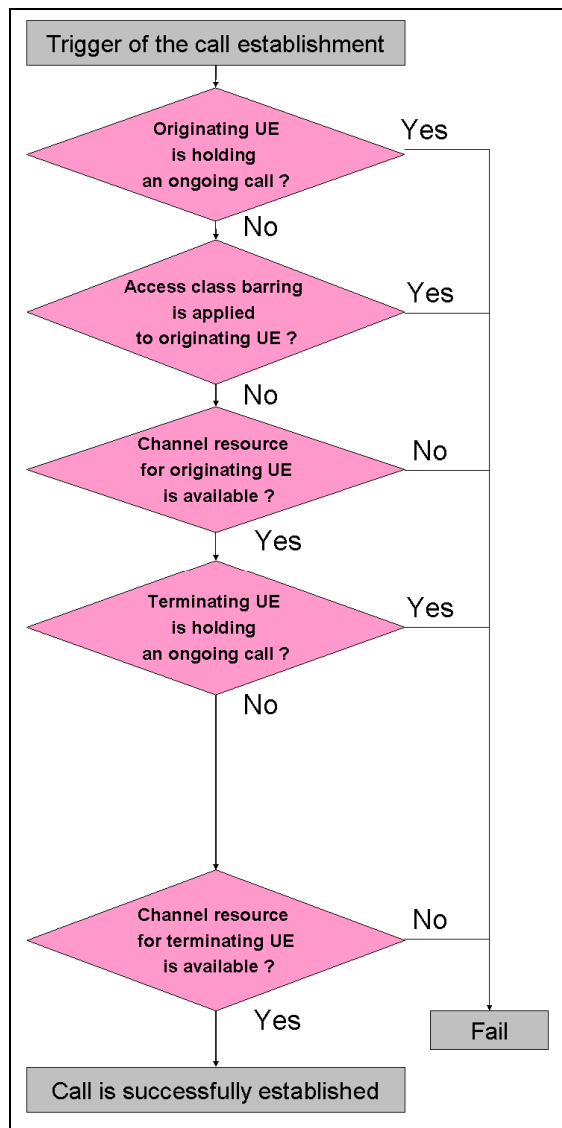 Trigger of the call establishment
Originating UE
is holding
an ongoing call ?
Yes
No
Access class barring
is applied
to originating UE ?
Yes
No
Channel resource
for originating UE
is available ?
No
Yes
Terminating UE
is holding
an ongoing call ?
Yes
No
Channel resource
for terminating UE
is available ?
No
Yes
Fail
Call is successfully established